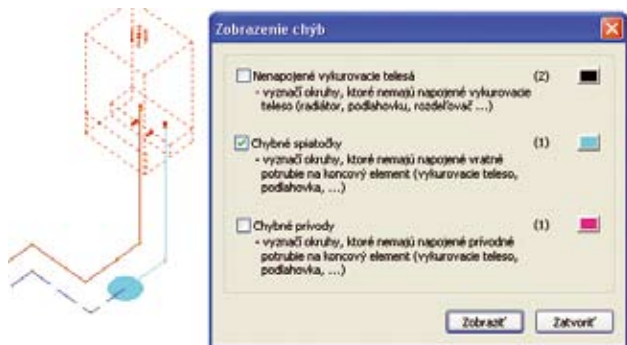 Zobrazenie chýb
Nenapojené vykurovacie telesá (2)
- vyznačí okruhy, ktoré nemajú napojené vykurovacie
teleso (radiátor, podlahovku, rozdeľovač ...)
Chybné spiatočky (1)
- vyznačí okruhy, ktoré nemajú napojené vratné
potrubie na koncový element (vykurovacie teleso,
podlahovka, ...)
Chybné prívody (1)
- vyznačí okruhy, ktoré nemajú napojené prívodné
potrubie na koncový element (vykurovacie teleso,
podlahovka, ...)
Zobraziť Zatvoriť